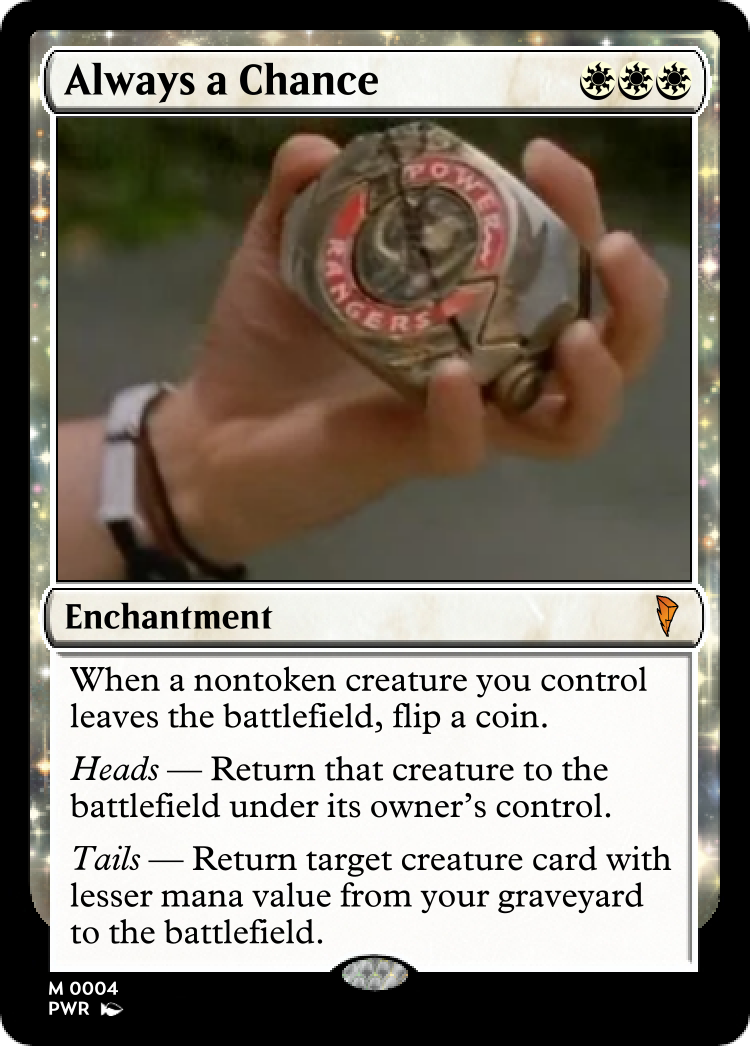 Always a Chance
POWER
RANGERS
Enchantment
When a nontoken creature you control
leaves the battlefield, flip a coin.
Heads — Return that creature to the
battlefield under its owner’s control.
Tails — Return target creature card with
lesser mana value from your graveyard
to the battlefield.
M 0004
PWR